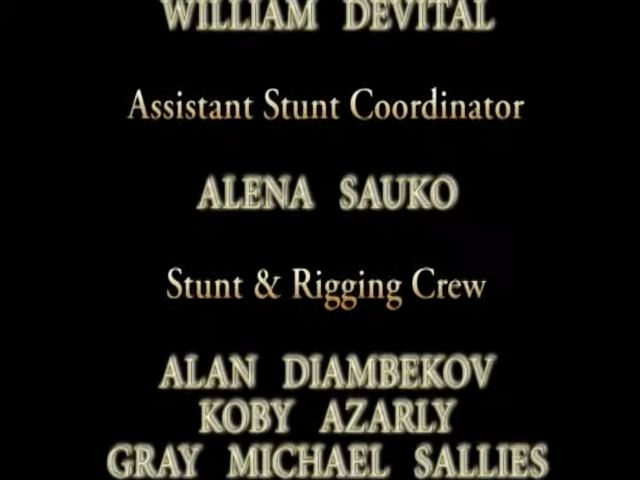 WILLIAM DEVITAL
Assistant Stunt Coordinator
ALENA SAUKO
Stunt & Rigging Crew
ALAN DIAMBEKOV
KOBY AZARLY
GRAY MICHAEL SALLIES